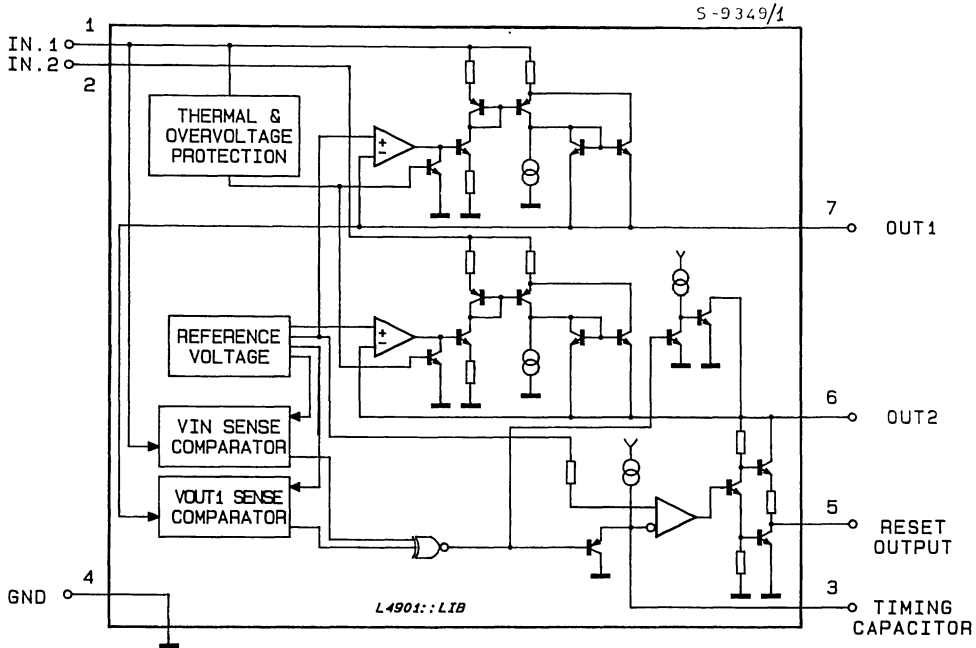 S-9349/1
1
IN.1
IN.2
2
THERMAL &
OVERVOLTAGE
PROTECTION
+
-
7
OUT1
REFERENCE
VOLTAGE
+
-
VIN SENSE
COMPARATOR
6
OUT2
VOUT1 SENSE
COMPARATOR
5
RESET
OUTPUT
4
GND
L4901::LIB
3
TIMING
CAPACITOR